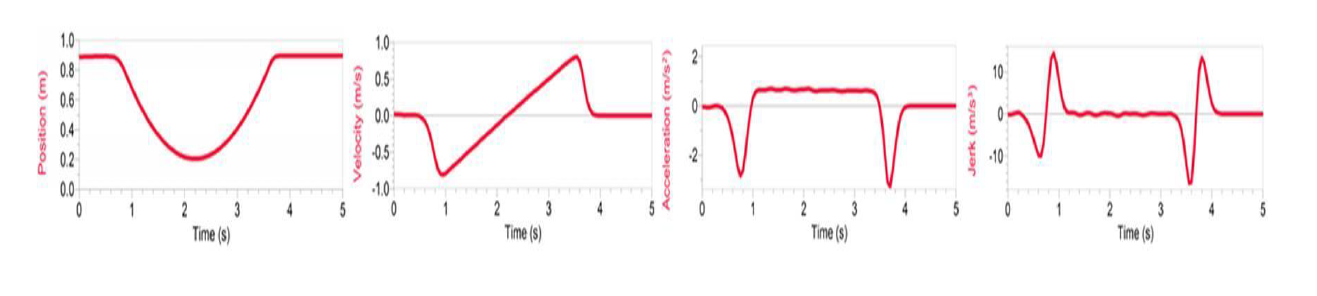 Position (m)
1.0
0.8
0.6
0.4
0.2
0.0
0 1 2 3 4 5
Time (s)
Velocity (m/s)
1.0
0.5
0.0
-0.5
-1.0
0 1 2 3 4 5
Time (s)
Acceleration (m/s²)
2
0
-2
0 1 2 3 4 5
Time (s)
Jerk (m/s³)
10
0
-10
0 1 2 3 4 5
Time (s)